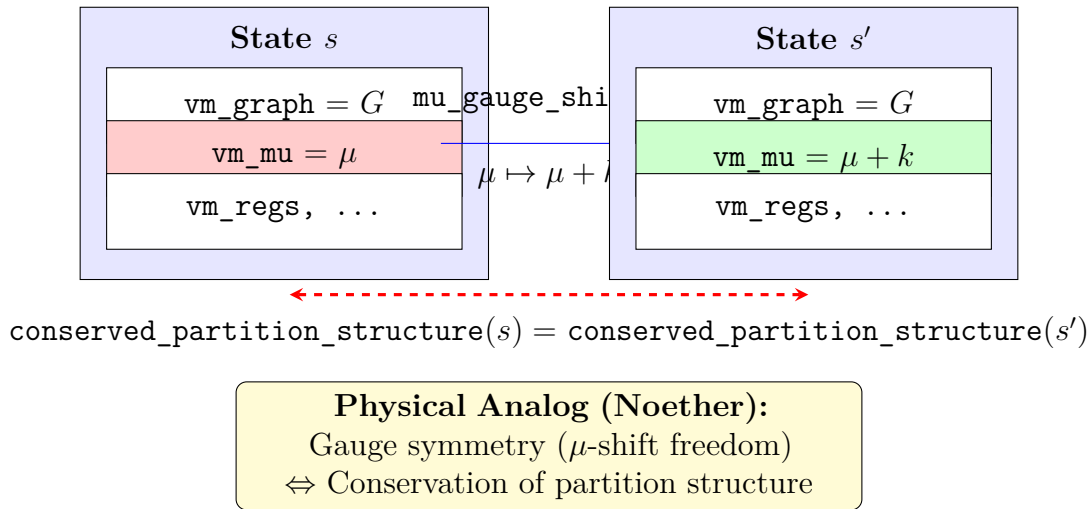 State s
vm_graph = G
vm_mu = μ
vm_regs, ...
mu_gauge_shi
μ ↦ μ +
State s′
vm_graph = G
vm_mu = μ + k
vm_regs, ...
conserved_partition_structure(s) = conserved_partition_structure(s′)
Physical Analog (Noether):
Gauge symmetry (μ-shift freedom)
⇔ Conservation of partition structure